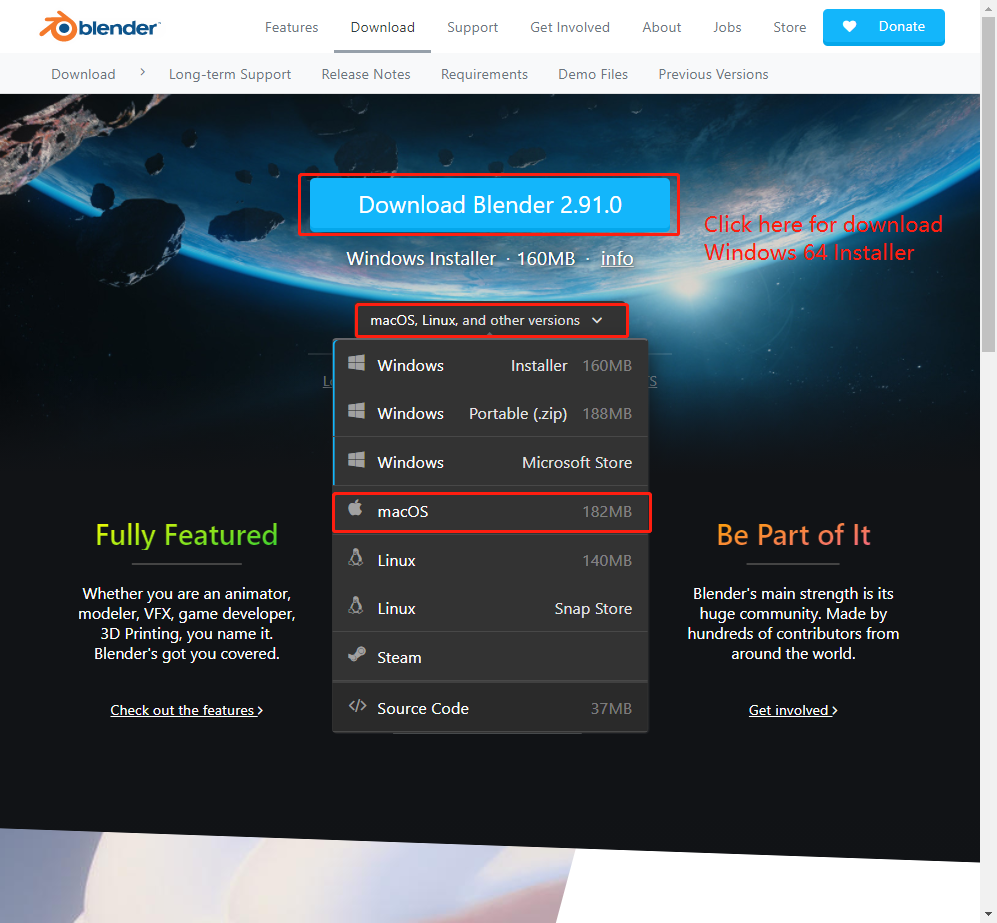 blender
Features Download Support Get Involved About Jobs Store Donate
Download Long-term Support Release Notes Requirements Demo Files Previous Versions
Download Blender 2.91.0
Click here for download
Windows 64 Installer
Windows Installer · 160MB · info
macOS, Linux, and other versions
Windows Installer 160MB
Windows Portable (.zip) 188MB
Windows Microsoft Store
macOS 182MB
Linux 140MB
Linux Snap Store
Steam
</> Source Code 37MB
Fully Featured
Whether you are an animator,
modeler, VFX, game developer,
3D Printing, you name it.
Blender's got you covered.
Check out the features
Be Part of It
Blender's main strength is its
huge community. Made by
hundreds of contributors from
around the world.
Get involved